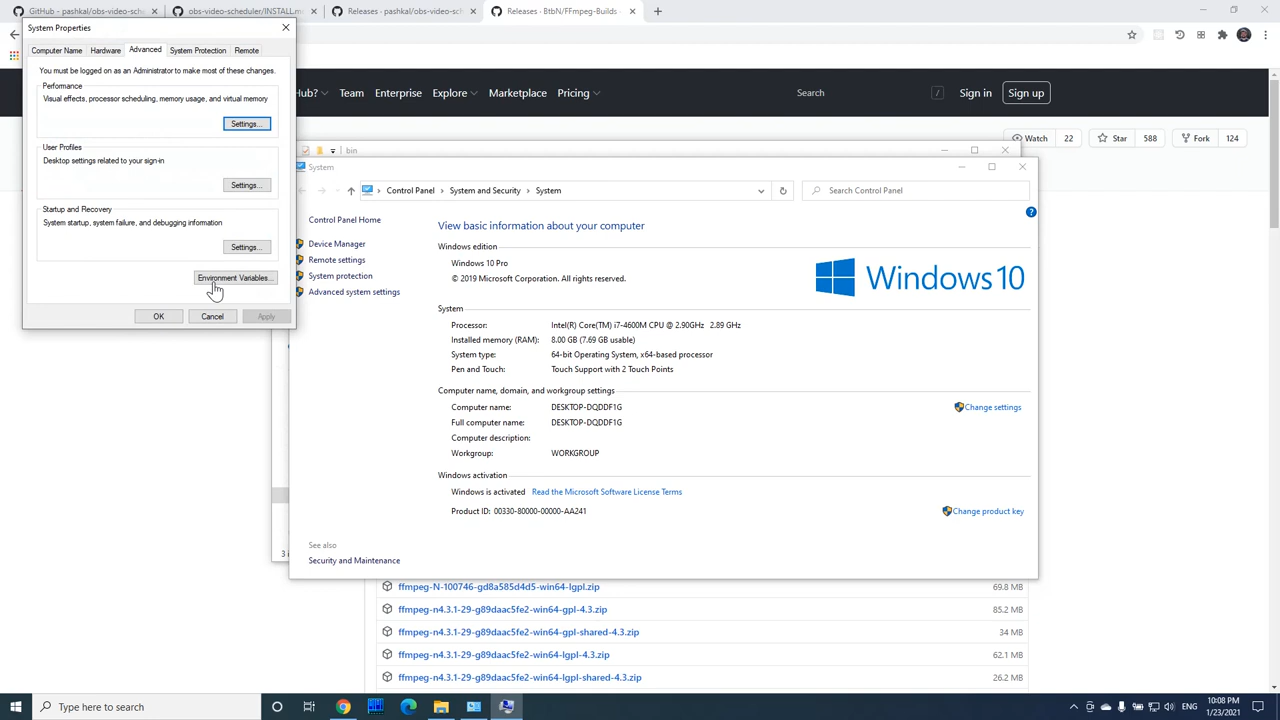 GitHub - pashkal/obs-video-sche
obs-video-scheduler/INSTALL.m
Releases · pashkal/obs-video-sch
Releases · BtbN/FFmpeg-Builds
System Properties
Computer Name
Hardware
Advanced
System Protection
Remote
You must be logged on as an Administrator to make most of these changes.
Performance
Visual effects, processor scheduling, memory usage, and virtual memory
Settings...
User Profiles
Desktop settings related to your sign-in
Settings...
Startup and Recovery
System startup, system failure, and debugging information
Settings...
Environment Variables...
OK
Cancel
Apply
Hub?
Team
Enterprise
Explore
Marketplace
Pricing
Search
/
Sign in
Sign up
Watch
22
Star
588
Fork
124
bin
System
Control Panel
System and Security
System
Search Control Panel
Control Panel Home
Device Manager
Remote settings
System protection
Advanced system settings
See also
Security and Maintenance
View basic information about your computer
Windows edition
Windows 10 Pro
© 2019 Microsoft Corporation. All rights reserved.
Windows 10
System
Processor: Intel(R) Core(TM) i7-4600M CPU @ 2.90GHz 2.89 GHz
Installed memory (RAM): 8.00 GB (7.69 GB usable)
System type: 64-bit Operating System, x64-based processor
Pen and Touch: Touch Support with 2 Touch Points
Computer name, domain, and workgroup settings
Computer name: DESKTOP-DQDDF1G
Change settings
Full computer name: DESKTOP-DQDDF1G
Computer description:
Workgroup: WORKGROUP
Windows activation
Windows is activated Read the Microsoft Software License Terms
Product ID: 00330-80000-00000-AA241
Change product key
3 i
ffmpeg-N-100746-gd8a585d4d5-win64-lgpl.zip 69.8 MB
ffmpeg-n4.3.1-29-g89daac5fe2-win64-gpl-4.3.zip 85.2 MB
ffmpeg-n4.3.1-29-g89daac5fe2-win64-gpl-shared-4.3.zip 34 MB
ffmpeg-n4.3.1-29-g89daac5fe2-win64-lgpl-4.3.zip 62.1 MB
ffmpeg-n4.3.1-29-g89daac5fe2-win64-lgpl-shared-4.3.zip 26.2 MB
Type here to search
ENG
10:08 PM
1/23/2021